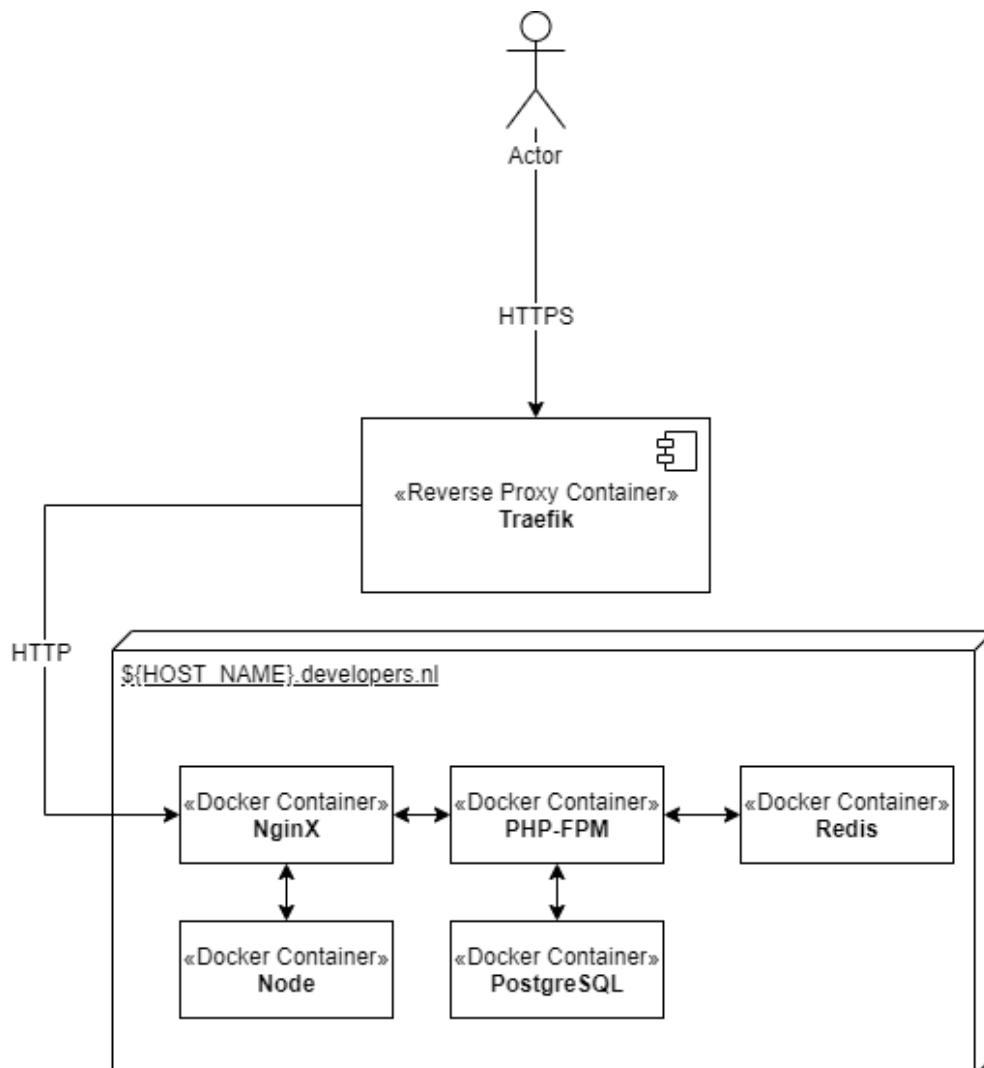 Actor
HTTPS
«Reverse Proxy Container»
Traefik
HTTP
${HOST_NAME}.developers.nl
«Docker Container»
NginX
«Docker Container»
PHP-FPM
«Docker Container»
Redis
«Docker Container»
Node
«Docker Container»
PostgreSQL